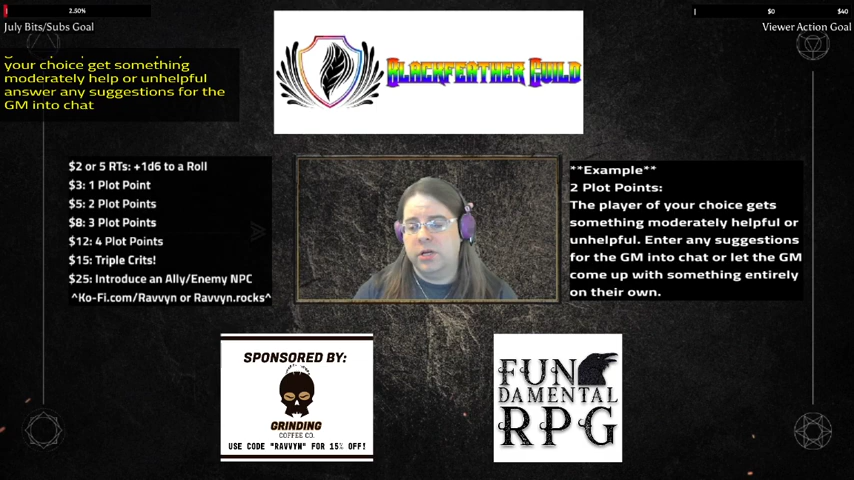 2.50%
$0
$40
July Bits/Subs Goal
Viewer Action Goal
your choice get something
moderately help or unhelpful
answer any suggestions for the
GM into chat
BLACKFEATHER GUILD
$2 or 5 RTs: +1d6 to a Roll
$3: 1 Plot Point
$5: 2 Plot Points
$8: 3 Plot Points
$12: 4 Plot Points
$15: Triple Crits!
$25: Introduce an Ally/Enemy NPC
^Ko-Fi.com/Ravvyn or Ravvyn.rocks^
**Example**
2 Plot Points:
The player of your choice gets
something moderately helpful or
unhelpful. Enter any suggestions
for the GM into chat or let the GM
come up with something entirely
on their own.
SPONSORED BY:
GRINDING
COFFEE CO.
USE CODE "RAVVYN" FOR 15% OFF!
FUN
DAMENTAL
RPG